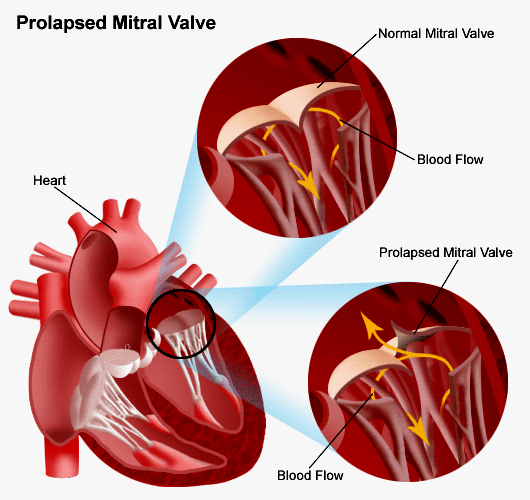 Prolapsed Mitral Valve
Normal Mitral Valve
Blood Flow
Heart
Prolapsed Mitral Valve
Blood Flow